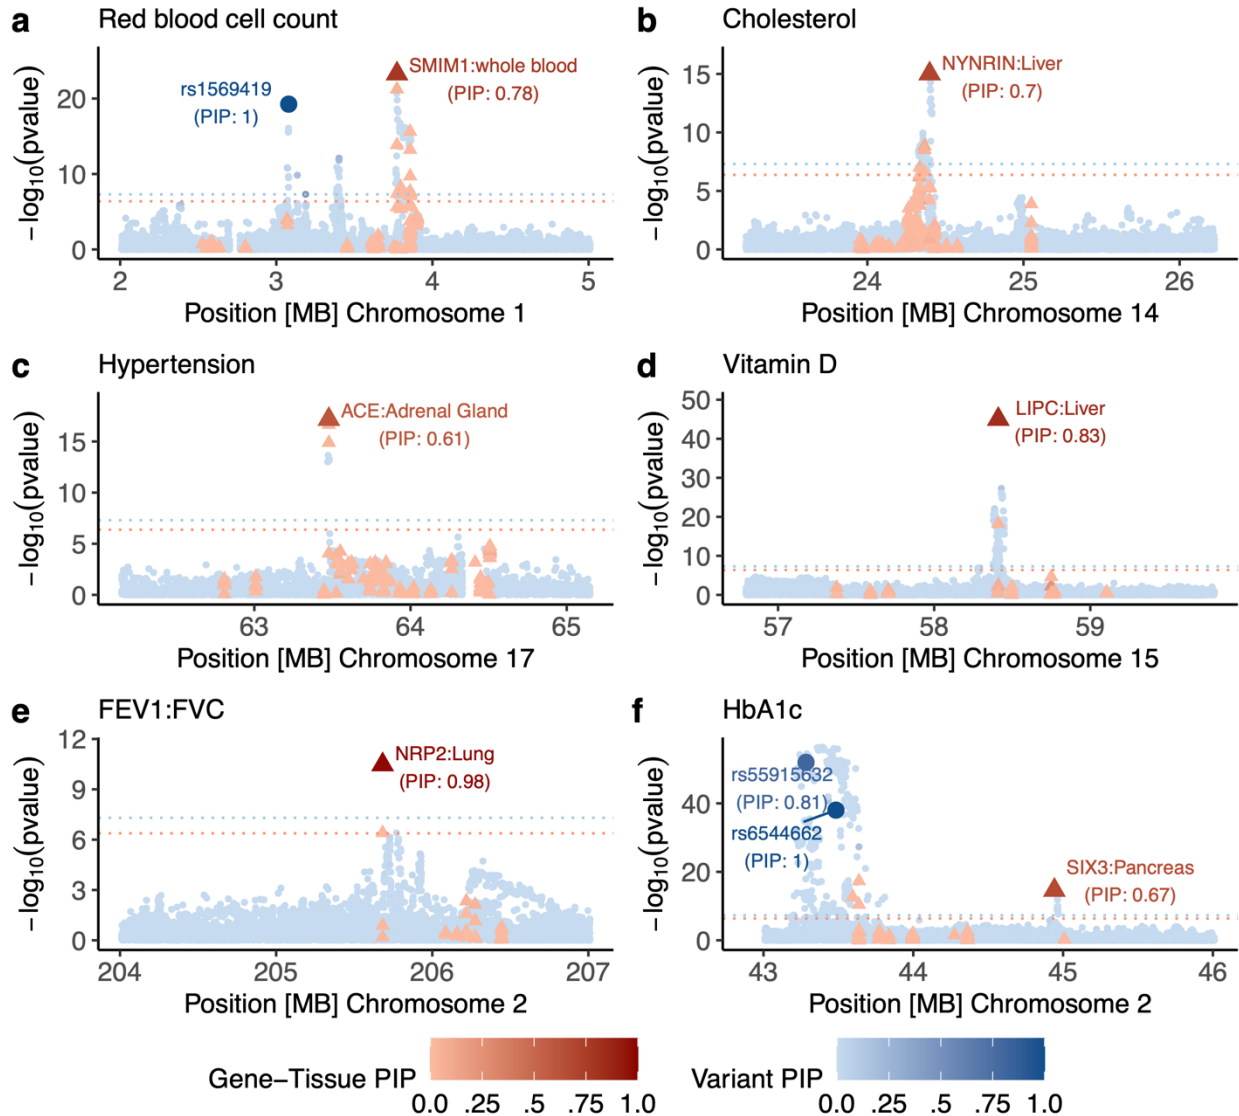 a Red blood cell count
−log10(pvalue)
20
10
0
rs1569419
(PIP: 1)
SMIM1:whole blood
(PIP: 0.78)
2 3 4 5
Position [MB] Chromosome 1
b Cholesterol
−log10(pvalue)
15
10
5
0
NYNRIN:Liver
(PIP: 0.7)
24 25 26
Position [MB] Chromosome 14
c Hypertension
−log10(pvalue)
15
10
5
0
ACE:Adrenal Gland
(PIP: 0.61)
63 64 65
Position [MB] Chromosome 17
d Vitamin D
−log10(pvalue)
50
40
30
20
10
0
LIPC:Liver
(PIP: 0.83)
57 58 59
Position [MB] Chromosome 15
e FEV1:FVC
−log10(pvalue)
12
9
6
3
0
NRP2:Lung
(PIP: 0.98)
204 205 206 207
Position [MB] Chromosome 2
f HbA1c
−log10(pvalue)
40
20
0
rs55915632
(PIP: 0.81)
rs6544662
(PIP: 1)
SIX3:Pancreas
(PIP: 0.67)
43 44 45 46
Position [MB] Chromosome 2
Gene−Tissue PIP
0.0 .25 .5 .75 1.0
Variant PIP
0.0 .25 .5 .75 1.0